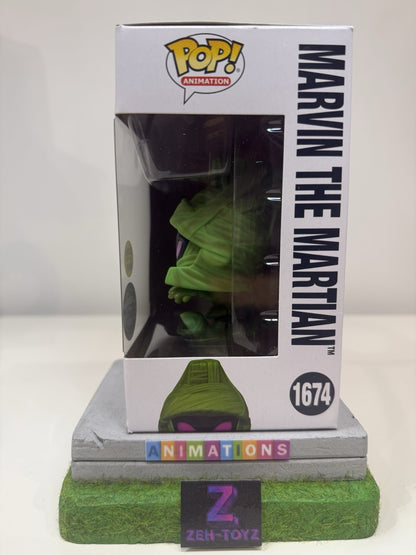 POP!
ANIMATION
MARVIN THE MARTIAN™
1674
ANIMATIONS
Z
ZEH-TOYZ